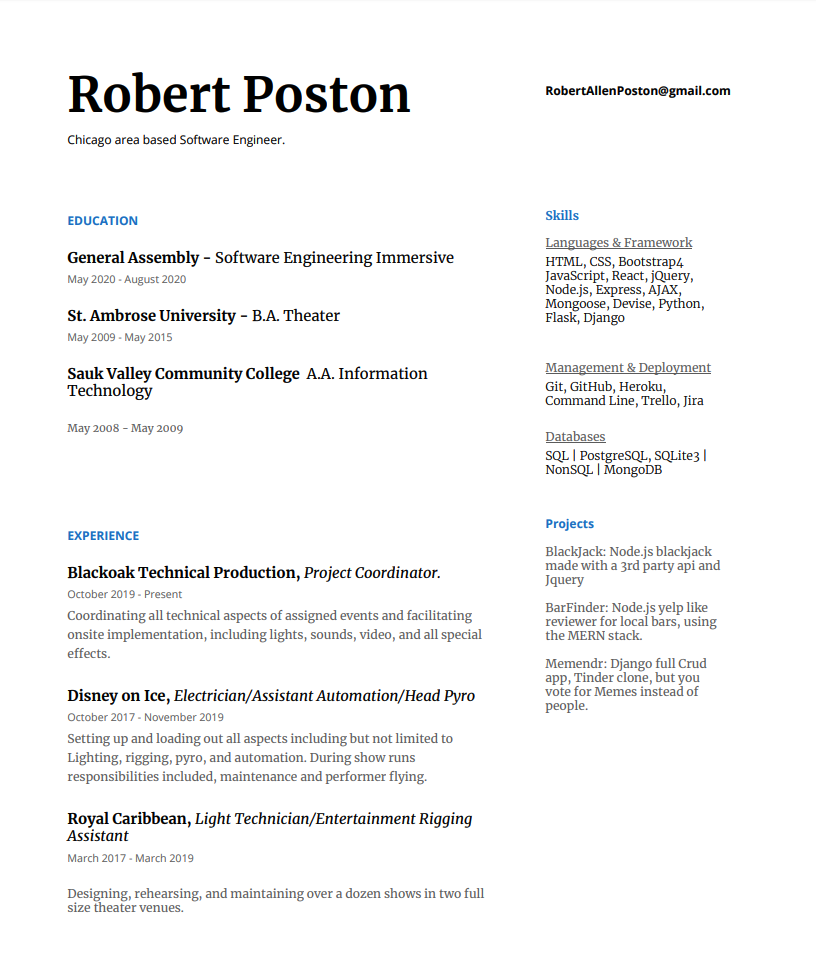 Robert Poston
Chicago area based Software Engineer.
RobertAllenPoston@gmail.com
EDUCATION
General Assembly - Software Engineering Immersive
May 2020 - August 2020
St. Ambrose University - B.A. Theater
May 2009 - May 2015
Sauk Valley Community College A.A. Information
Technology
May 2008 - May 2009
EXPERIENCE
Blackoak Technical Production, Project Coordinator.
October 2019 - Present
Coordinating all technical aspects of assigned events and facilitating
onsite implementation, including lights, sounds, video, and all special
effects.
Disney on Ice, Electrician/Assistant Automation/Head Pyro
October 2017 - November 2019
Setting up and loading out all aspects including but not limited to
Lighting, rigging, pyro, and automation. During show runs
responsibilities included, maintenance and performer flying.
Royal Caribbean, Light Technician/Entertainment Rigging
Assistant
March 2017 - March 2019
Designing, rehearsing, and maintaining over a dozen shows in two full
size theater venues.
Skills
Languages & Framework
HTML, CSS, Bootstrap4
JavaScript, React, jQuery,
Node.js, Express, AJAX,
Mongoose, Devise, Python,
Flask, Django
Management & Deployment
Git, GitHub, Heroku,
Command Line, Trello, Jira
Databases
SQL | PostgreSQL, SQLite3 |
NonSQL | MongoDB
Projects
BlackJack: Node.js blackjack
made with a 3rd party api and
Jquery
BarFinder: Node.js yelp like
reviewer for local bars, using
the MERN stack.
Memendr: Django full Crud
app, Tinder clone, but you
vote for Memes instead of
people.